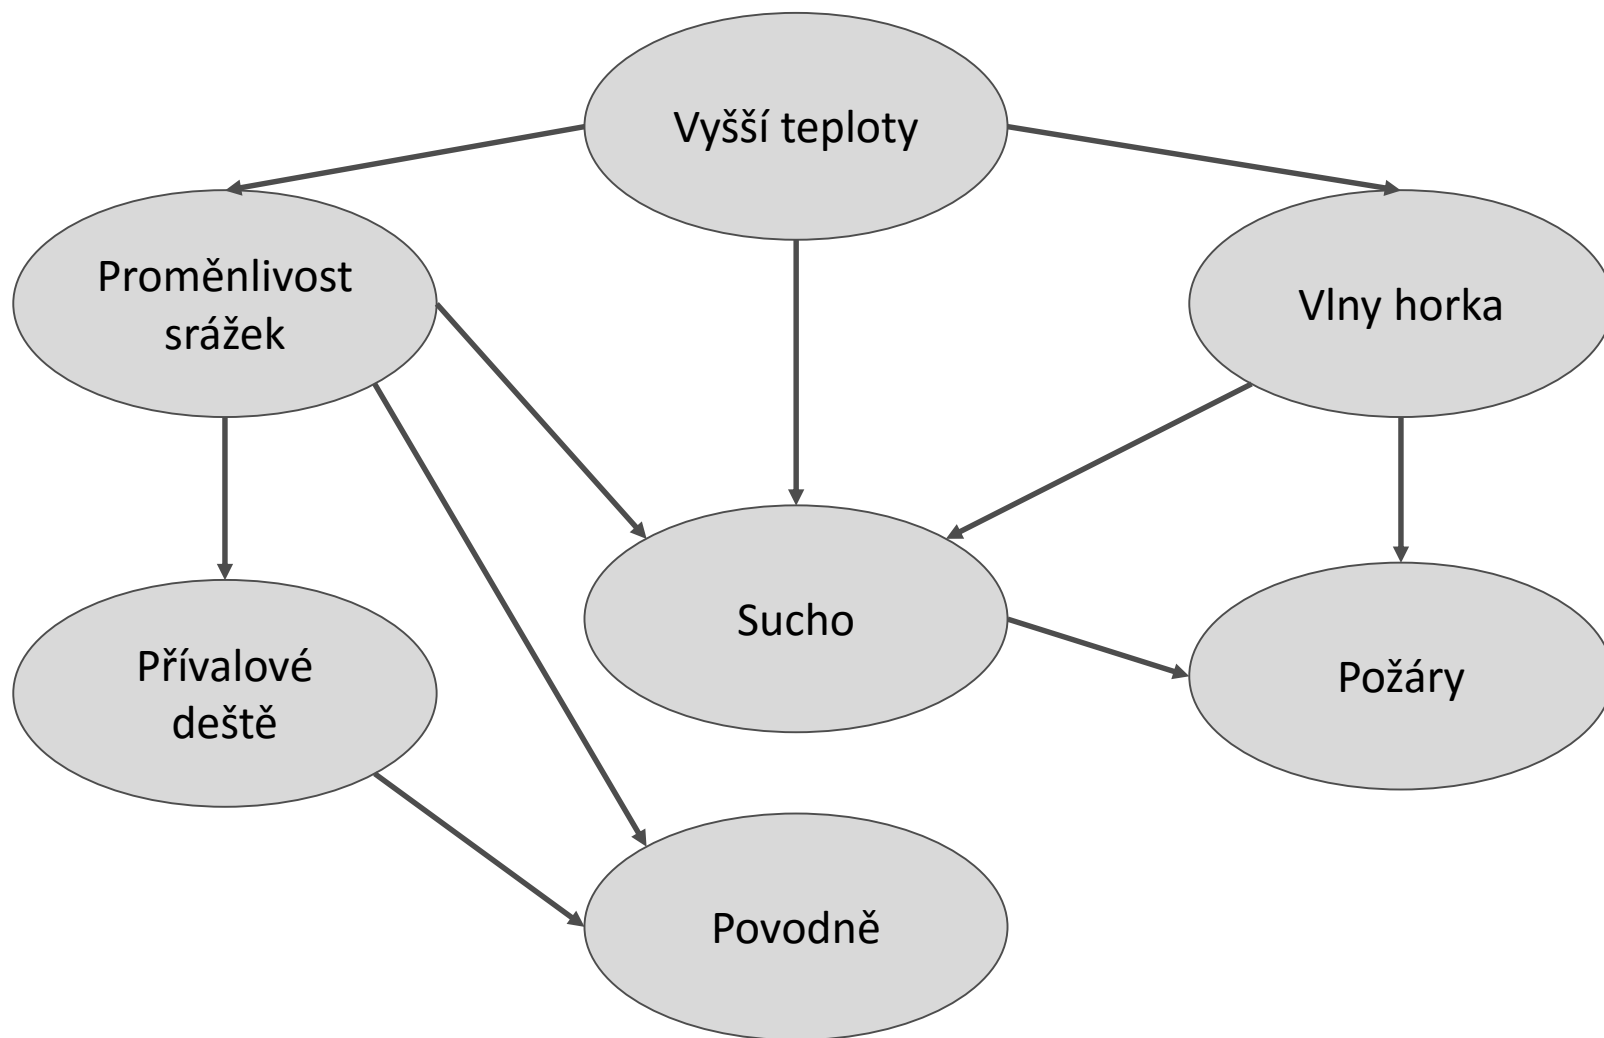 Vyšší teploty
Proměnlivost
srážek
Vlny horka
Sucho
Přívalové
deště
Požáry
Povodně